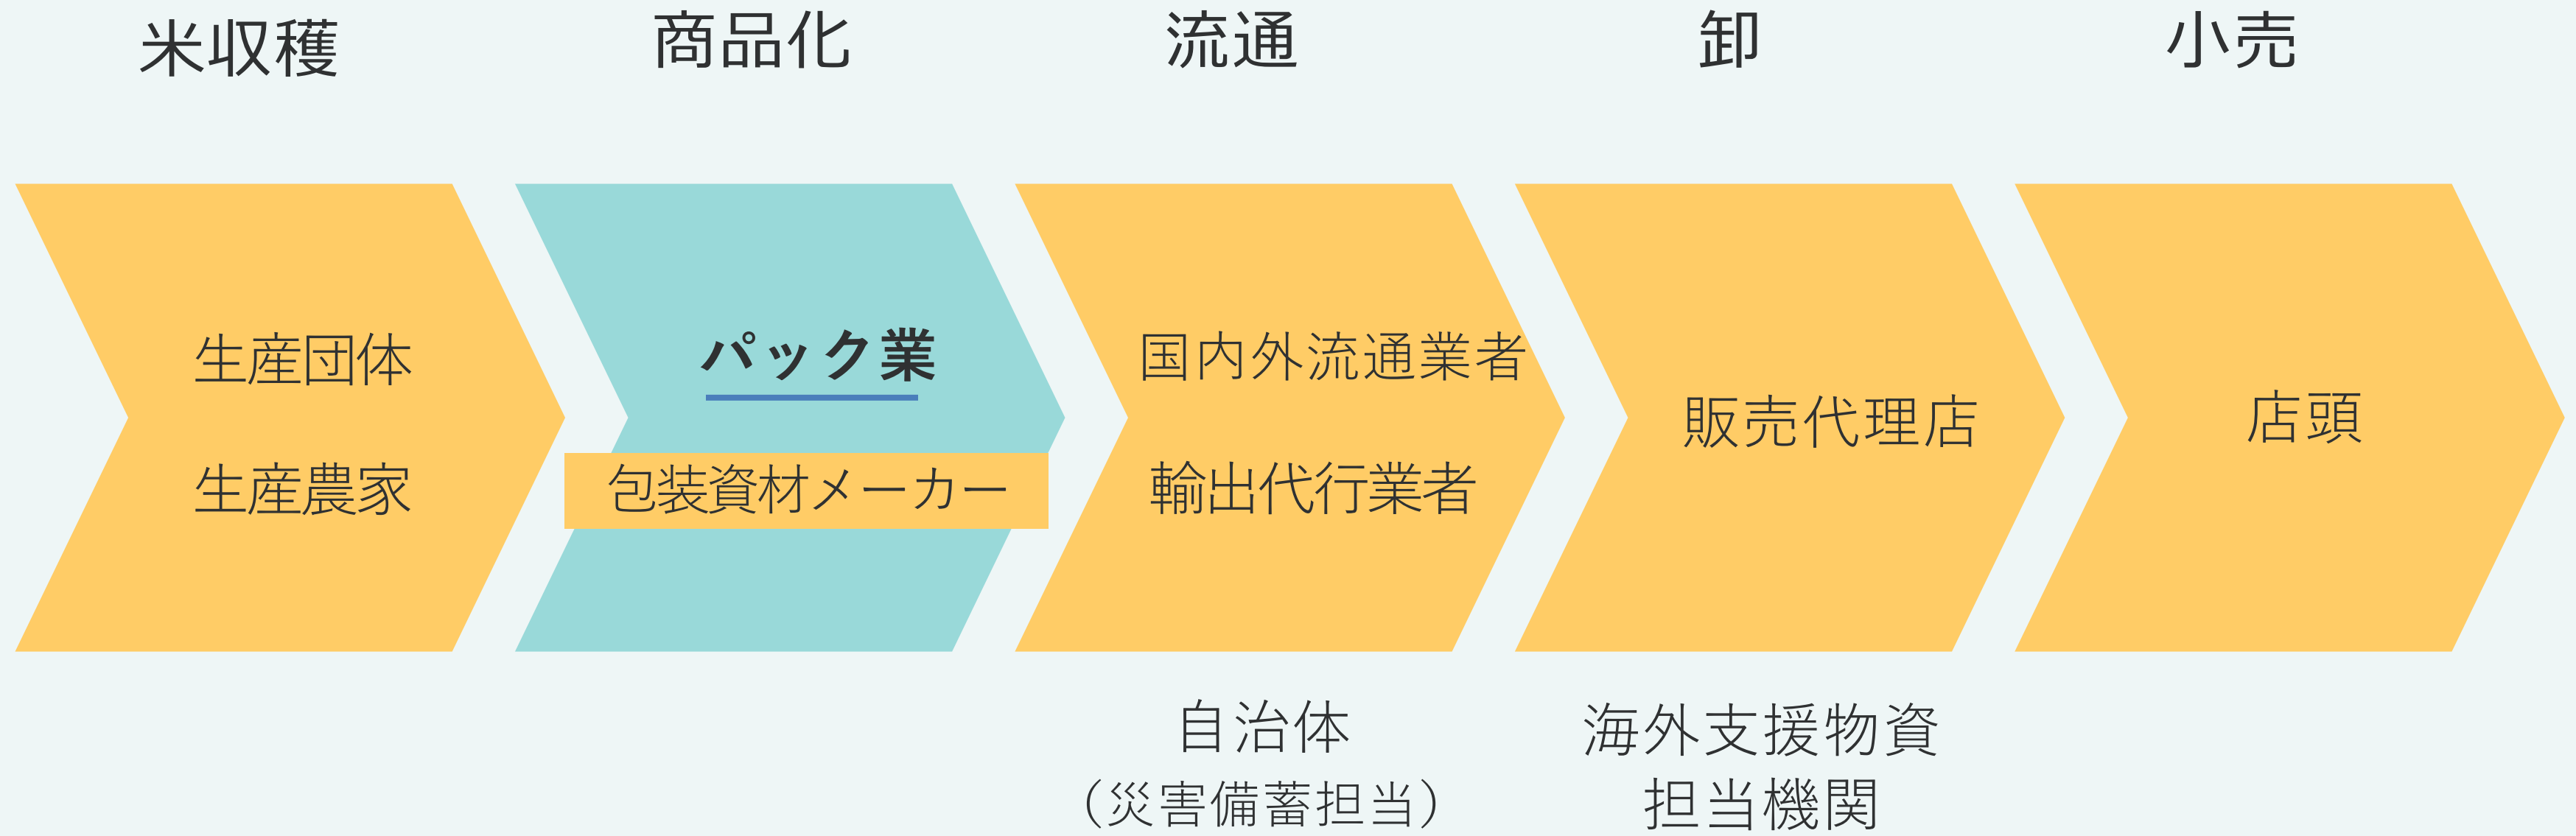 米収穫
商品化
流通
卸
小売
生産団体
生産農家
パック業
包装資材メーカー
国内外流通業者
輸出代行業者
販売代理店
店頭
自治体
（災害備蓄担当）
海外支援物資
担当機関